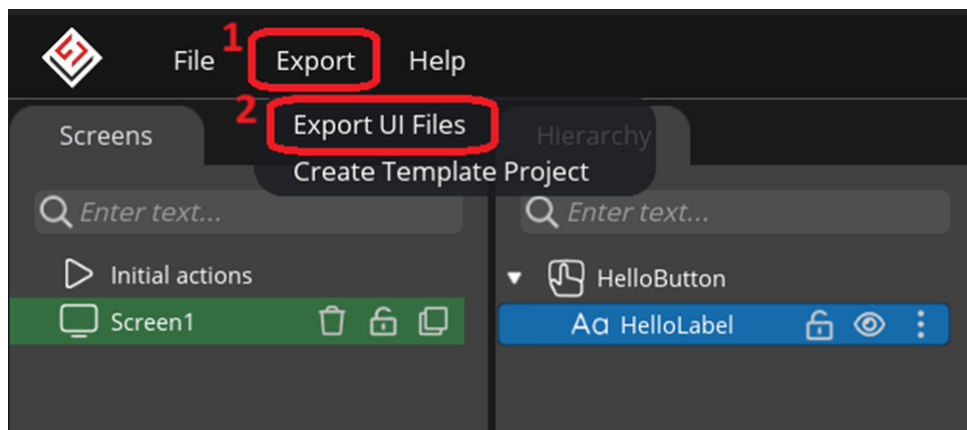 1
File Export Help
2
Export UI Files
Screens
Hierarchy
Create Template Project
Enter text...
Enter text...
Initial actions
HelloButton
Screen1
Aa HelloLabel